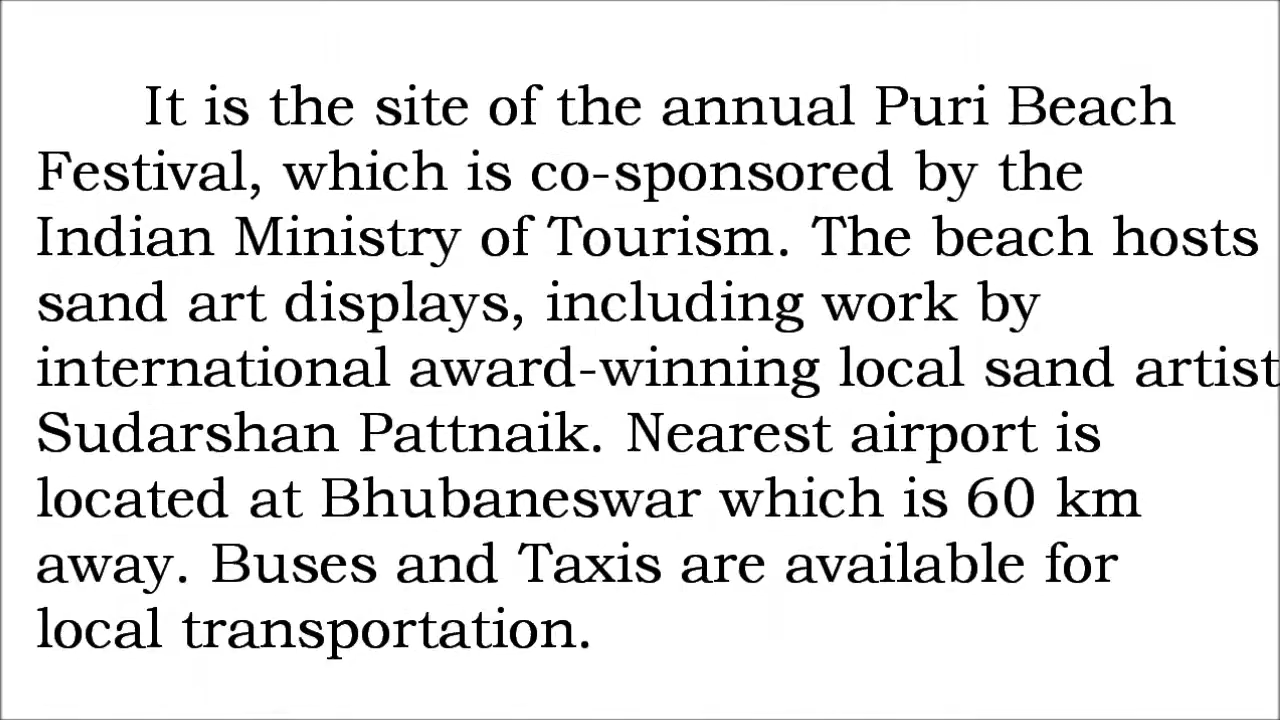 It is the site of the annual Puri Beach
Festival, which is co-sponsored by the
Indian Ministry of Tourism. The beach hosts
sand art displays, including work by
international award-winning local sand artist
Sudarshan Pattnaik. Nearest airport is
located at Bhubaneswar which is 60 km
away. Buses and Taxis are available for
local transportation.